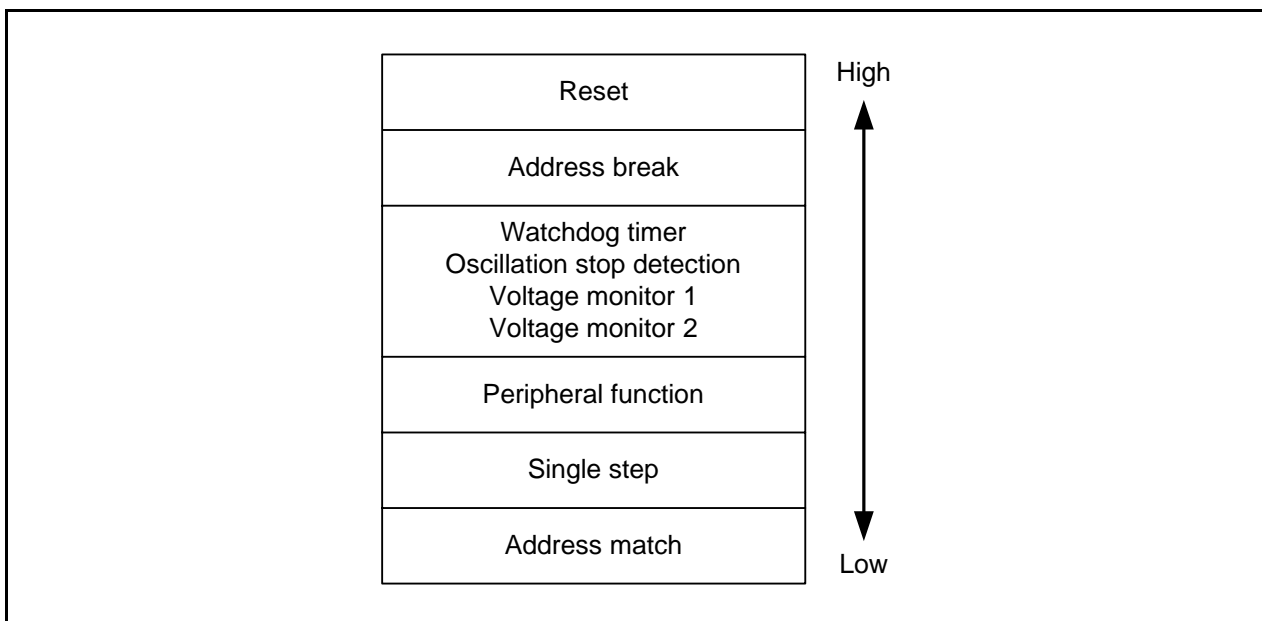 Reset
High
Address break
Watchdog timer
Oscillation stop detection
Voltage monitor 1
Voltage monitor 2
Peripheral function
Single step
Address match
Low